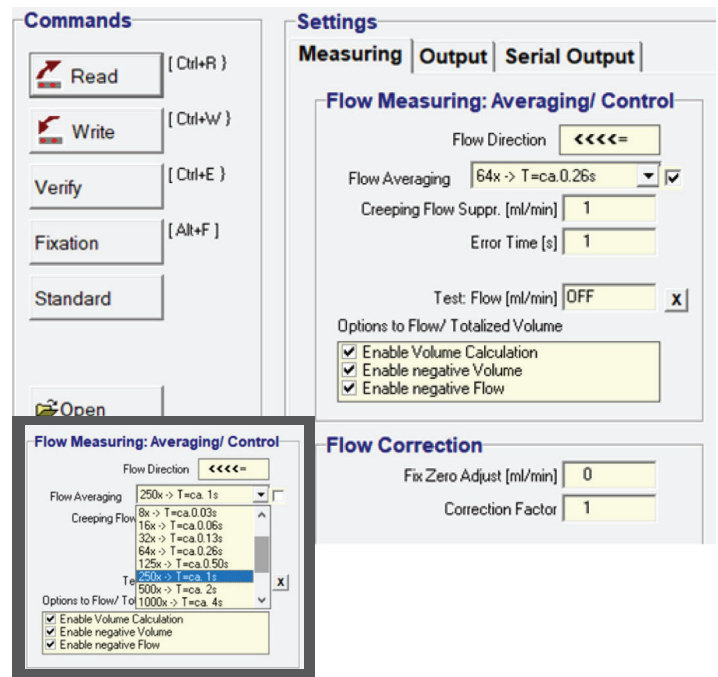 Commands
Read [ Ctrl+R }
Write [ Ctrl+W }
Verify [ Ctrl+E }
Fixation [ Alt+F ]
Standard
Open
Settings
Measuring Output Serial Output
Flow Measuring: Averaging/ Control
Flow Direction <<<<=
Flow Averaging 64x -> T=ca.0.26s
Creeping Flow Suppr. [ml/min] 1
Error Time [s] 1
Test: Flow [ml/min] OFF x
Options to Flow/ Totalized Volume
Enable Volume Calculation
Enable negative Volume
Enable negative Flow
Flow Correction
Fix Zero Adjust [ml/min] 0
Correction Factor 1
Flow Measuring: Averaging/ Control
Flow Direction <<<<=
Flow Averaging 250x -> T=ca. 1s
Creeping Flow
8x -> T=ca.0.03s
16x -> T=ca.0.06s
32x -> T=ca.0.13s
64x -> T=ca.0.26s
125x -> T=ca.0.50s
250x -> T=ca. 1s
500x -> T=ca. 2s
1000x -> T=ca. 4s
Te x
Options to Flow/ Tot
Enable Volume Calculation
Enable negative Volume
Enable negative Flow